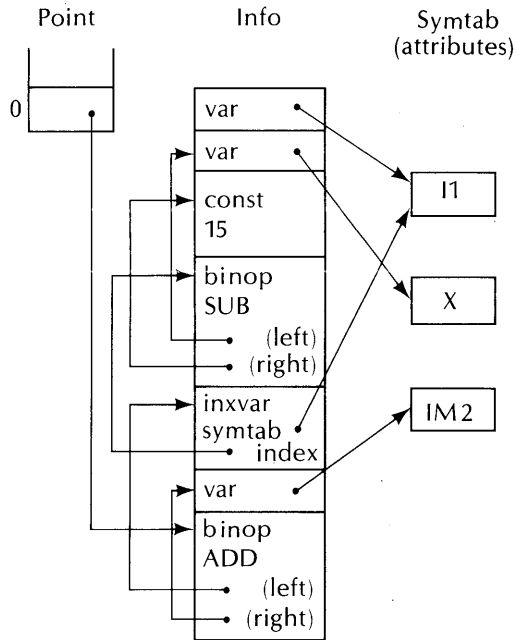 Point
Info
Symtab
(attributes)
0
var
var
const
15
binop
SUB
(left)
(right)
inxvar
symtab
index
var
binop
ADD
(left)
(right)
I1
X
IM2